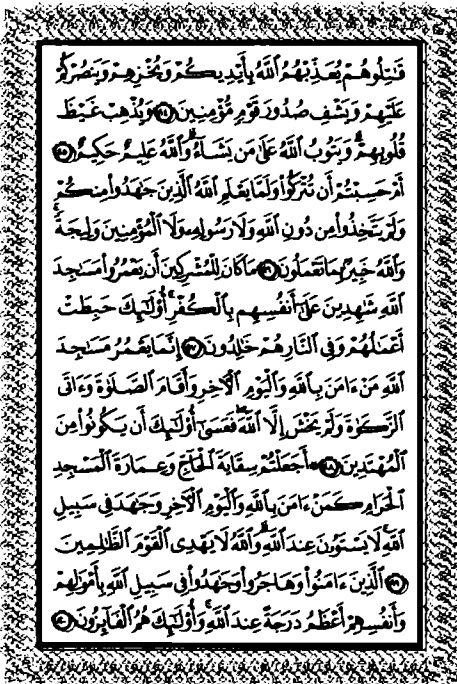 قَٰتِلُوهُمْ يُعَذِّبْهُمُ ٱللَّهُ بِأَيْدِيكُمْ وَيُخْزِهِمْ وَيَنصُرْكُمْ
عَلَيْهِمْ وَيَشْفِ صُدُورَ قَوْمٍ مُّؤْمِنِينَ ١٤ وَيُذْهِبْ غَيْظَ
قُلُوبِهِمْ ۗ وَيَتُوبُ ٱللَّهُ عَلَىٰ مَن يَشَآءُ ۗ وَٱللَّهُ عَلِيمٌ حَكِيمٌ ١٥
أَمْ حَسِبْتُمْ أَن تُتْرَكُوا۟ وَلَمَّا يَعْلَمِ ٱللَّهُ ٱلَّذِينَ جَٰهَدُوا۟ مِنكُمْ
وَلَمْ يَتَّخِذُوا۟ مِن دُونِ ٱللَّهِ وَلَا رَسُولِهِۦ وَلَا ٱلْمُؤْمِنِينَ وَلِيجَةً ۚ
وَٱللَّهُ خَبِيرٌۢ بِمَا تَعْمَلُونَ ١٦ مَا كَانَ لِلْمُشْرِكِينَ أَن يَعْمُرُوا۟ مَسَٰجِدَ
ٱللَّهِ شَٰهِدِينَ عَلَىٰٓ أَنفُسِهِم بِٱلْكُفْرِ ۚ أُو۟لَٰٓئِكَ حَبِطَتْ
أَعْمَٰلُهُمْ وَفِى ٱلنَّارِ هُمْ خَٰلِدُونَ ١٧ إِنَّمَا يَعْمُرُ مَسَٰجِدَ
ٱللَّهِ مَنْ ءَامَنَ بِٱللَّهِ وَٱلْيَوْمِ ٱلْءَاخِرِ وَأَقَامَ ٱلصَّلَوٰةَ وَءَاتَى
ٱلزَّكَوٰةَ وَلَمْ يَخْشَ إِلَّا ٱللَّهَ ۖ فَعَسَىٰٓ أُو۟لَٰٓئِكَ أَن يَكُونُوا۟ مِنَ
ٱلْمُهْتَدِينَ ١٨ ۞ أَجَعَلْتُمْ سِقَايَةَ ٱلْحَآجِّ وَعِمَارَةَ ٱلْمَسْجِدِ
ٱلْحَرَامِ كَمَنْ ءَامَنَ بِٱللَّهِ وَٱلْيَوْمِ ٱلْءَاخِرِ وَجَٰهَدَ فِى سَبِيلِ
ٱللَّهِ ۚ لَا يَسْتَوُۥنَ عِندَ ٱللَّهِ ۗ وَٱللَّهُ لَا يَهْدِى ٱلْقَوْمَ ٱلظَّٰلِمِينَ
١٩ ٱلَّذِينَ ءَامَنُوا۟ وَهَاجَرُوا۟ وَجَٰهَدُوا۟ فِى سَبِيلِ ٱللَّهِ بِأَمْوَٰلِهِمْ
وَأَنفُسِهِمْ أَعْظَمُ دَرَجَةً عِندَ ٱللَّهِ ۚ وَأُو۟لَٰٓئِكَ هُمُ ٱلْفَآئِزُونَ ٢٠